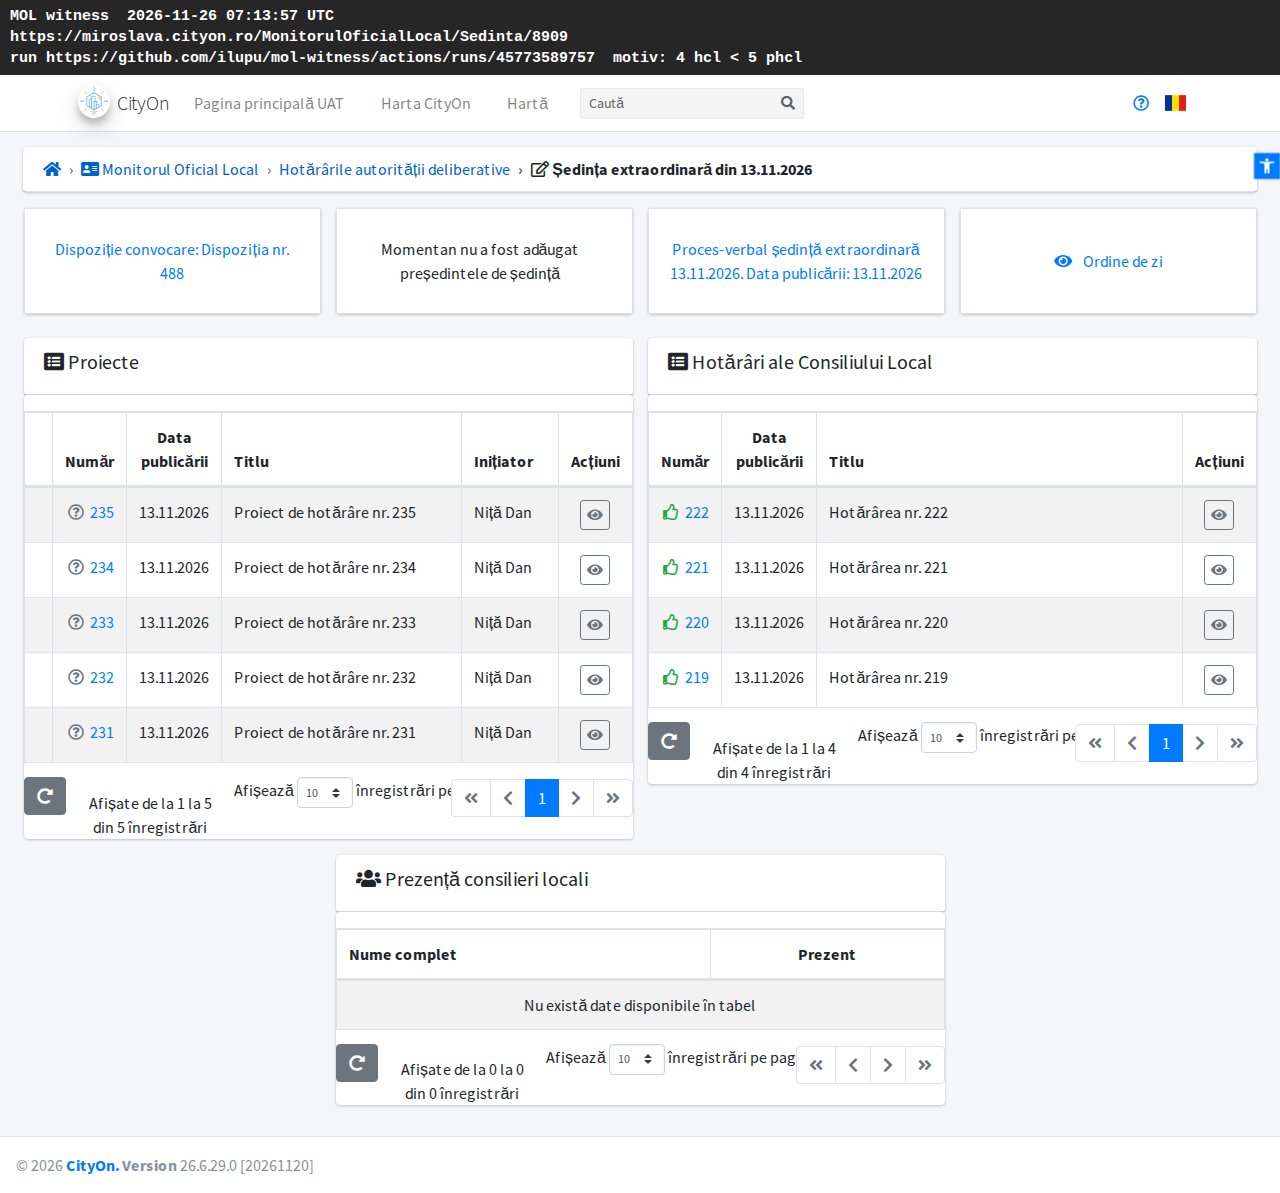 MOL witness  2026-11-26 07:13:57 UTC
https://miroslava.cityon.ro/MonitorulOficialLocal/Sedinta/8909
run https://github.com/ilupu/mol-witness/actions/runs/45773589757  motiv: 4 hcl < 5 phcl
CityOn Pagina principală UAT Harta CityOn Hartă Caută
› Monitorul Oficial Local › Hotărârile autorității deliberative › Ședința extraordinară din 13.11.2026
Dispoziție convocare: Dispoziția nr.
488
Momentan nu a fost adăugat
președintele de ședință
Proces-verbal ședință extraordinară
13.11.2026. Data publicării: 13.11.2026
Ordine de zi
Proiecte
Număr Data publicării Titlu Inițiator Acțiuni
235 13.11.2026 Proiect de hotărâre nr. 235 Niță Dan
234 13.11.2026 Proiect de hotărâre nr. 234 Niță Dan
233 13.11.2026 Proiect de hotărâre nr. 233 Niță Dan
232 13.11.2026 Proiect de hotărâre nr. 232 Niță Dan
231 13.11.2026 Proiect de hotărâre nr. 231 Niță Dan
Afișate de la 1 la 5
din 5 înregistrări
Afișează 10 înregistrări pe
« ‹ 1 › »
Hotărâri ale Consiliului Local
Număr Data publicării Titlu Acțiuni
222 13.11.2026 Hotărârea nr. 222
221 13.11.2026 Hotărârea nr. 221
220 13.11.2026 Hotărârea nr. 220
219 13.11.2026 Hotărârea nr. 219
Afișate de la 1 la 4
din 4 înregistrări
Afișează 10 înregistrări pe
« ‹ 1 › »
Prezență consilieri locali
Nume complet Prezent
Nu există date disponibile în tabel
Afișate de la 0 la 0
din 0 înregistrări
Afișează 10 înregistrări pe pag
« ‹ › »
© 2026 CityOn. Version 26.6.29.0 [20261120]